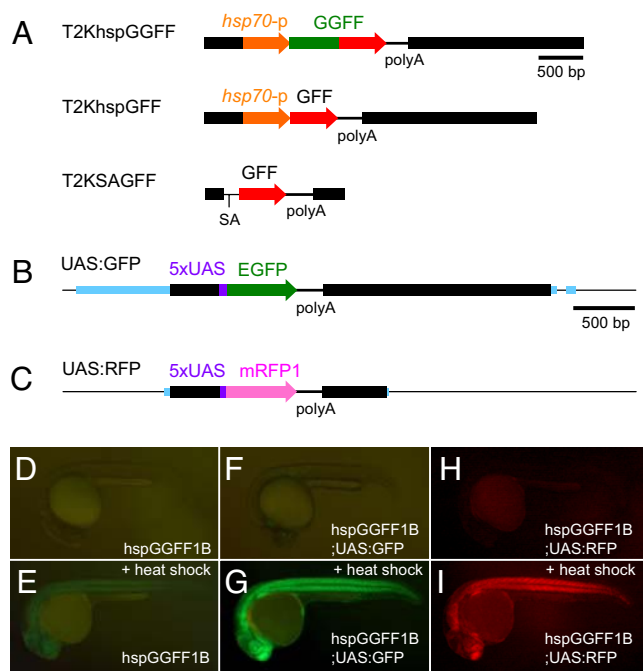 A
T2KhspGGFF
hsp70-p
GGFF
polyA
500 bp
T2KhspGFF
hsp70-p
GFF
polyA
T2KSAGFF
GFF
SA
polyA
B
UAS:GFP
5xUAS
EGFP
polyA
500 bp
C
UAS:RFP
5xUAS
mRFP1
polyA
D
hspGGFF1B
F
hspGGFF1B
;UAS:GFP
H
hspGGFF1B
;UAS:RFP
E
+ heat shock
hspGGFF1B
G
+ heat shock
hspGGFF1B
;UAS:GFP
I
+ heat shock
hspGGFF1B
;UAS:RFP